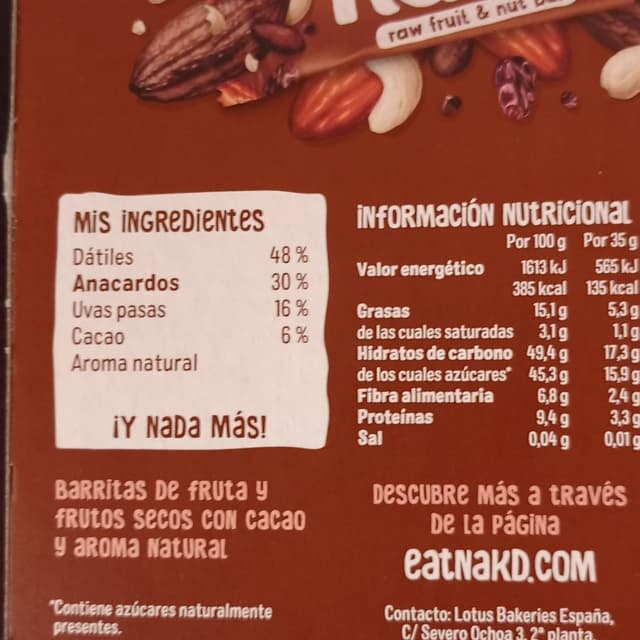 raw fruit & nut
MIS INGREDIENTES
Dátiles 48 %
Anacardos 30 %
Uvas pasas 16 %
Cacao 6 %
Aroma natural
¡Y NADA MÁS!
INFORMACIÓN NUTRICIONAL
Por 100 g Por 35 g
Valor energético 1613 kJ 565 kJ
385 kcal 135 kcal
Grasas 15,1 g 5,3 g
de las cuales saturadas 3,1 g 1,1 g
Hidratos de carbono 49,4 g 17,3 g
de los cuales azúcares* 45,3 g 15,9 g
Fibra alimentaria 6,8 g 2,4 g
Proteínas 9,4 g 3,3 g
Sal 0,04 g 0,01 g
BARRITAS DE FRUTA Y
FRUTOS SECOS CON CACAO
Y AROMA NATURAL
*Contiene azúcares naturalmente
presentes.
DESCUBRE MÁS A TRAVÉS
DE LA PÁGINA
eatNAKD.COM
Contacto: Lotus Bakeries España,
C/ Severo Ochoa 3, 2ª planta,